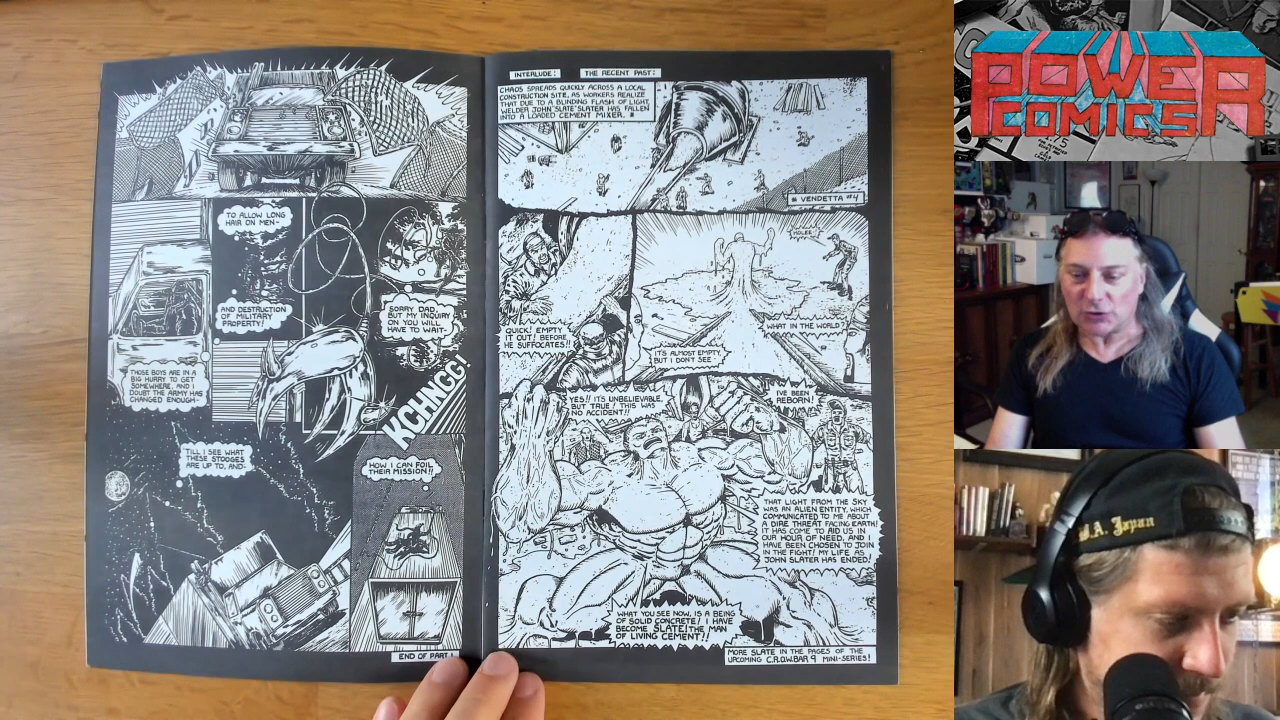 TO ALLOW LONG
HAIR ON MEN-
AND DESTRUCTION
OF MILITARY
PROPERTY!
SORRY, DAD,
BUT MY INQUIRY
ON YOU WILL
HAVE TO WAIT-
THOSE BOYS ARE IN A
BIG HURRY TO GET
SOMEWHERE, AND I
DOUBT THE ARMY HAS
CHANGED ENOUGH-
KCHNGG!
'TILL I SEE WHAT
THESE STOOGES
ARE UP TO, AND-
HOW I CAN FOIL
THEIR MISSION!!
END OF PART 1
INTERLUDE:
THE RECENT PAST:
CHAOS SPREADS QUICKLY ACROSS A LOCAL
CONSTRUCTION SITE, AS WORKERS REALIZE
THAT DUE TO A BLINDING FLASH OF LIGHT,
WELDER JOHN "SLATE" SLATER HAS FALLEN
INTO A LOADED CEMENT MIXER. *
* VENDETTA #4
QUICK! EMPTY
IT OUT! BEFORE
HE SUFFOCATES!!
IT'S ALMOST EMPTY,
BUT I DON'T SEE-
WHAT IN THE WORLD?
YES!! IT'S UNBELIEVABLE,
BUT TRUE! THIS WAS
NO ACCIDENT!!
I'VE BEEN
REBORN!
THAT LIGHT FROM THE SKY
WAS AN ALIEN ENTITY, WHICH
COMMUNICATED TO ME ABOUT
A DIRE THREAT FACING EARTH!
IT HAS COME TO AID US IN
OUR HOUR OF NEED, AND I
HAVE BEEN CHOSEN TO JOIN
IN THE FIGHT! MY LIFE AS
JOHN SLATER HAS ENDED!
WHAT YOU SEE NOW, IS A BEING
OF SOLID CONCRETE! I HAVE
BECOME SLATE! THE MAN
OF LIVING CEMENT!!
MORE SLATE IN THE PAGES OF THE
UPCOMING C.R.O.W.BAR 9 MINI-SERIES!
POWER
COMICS
L.A. Japan